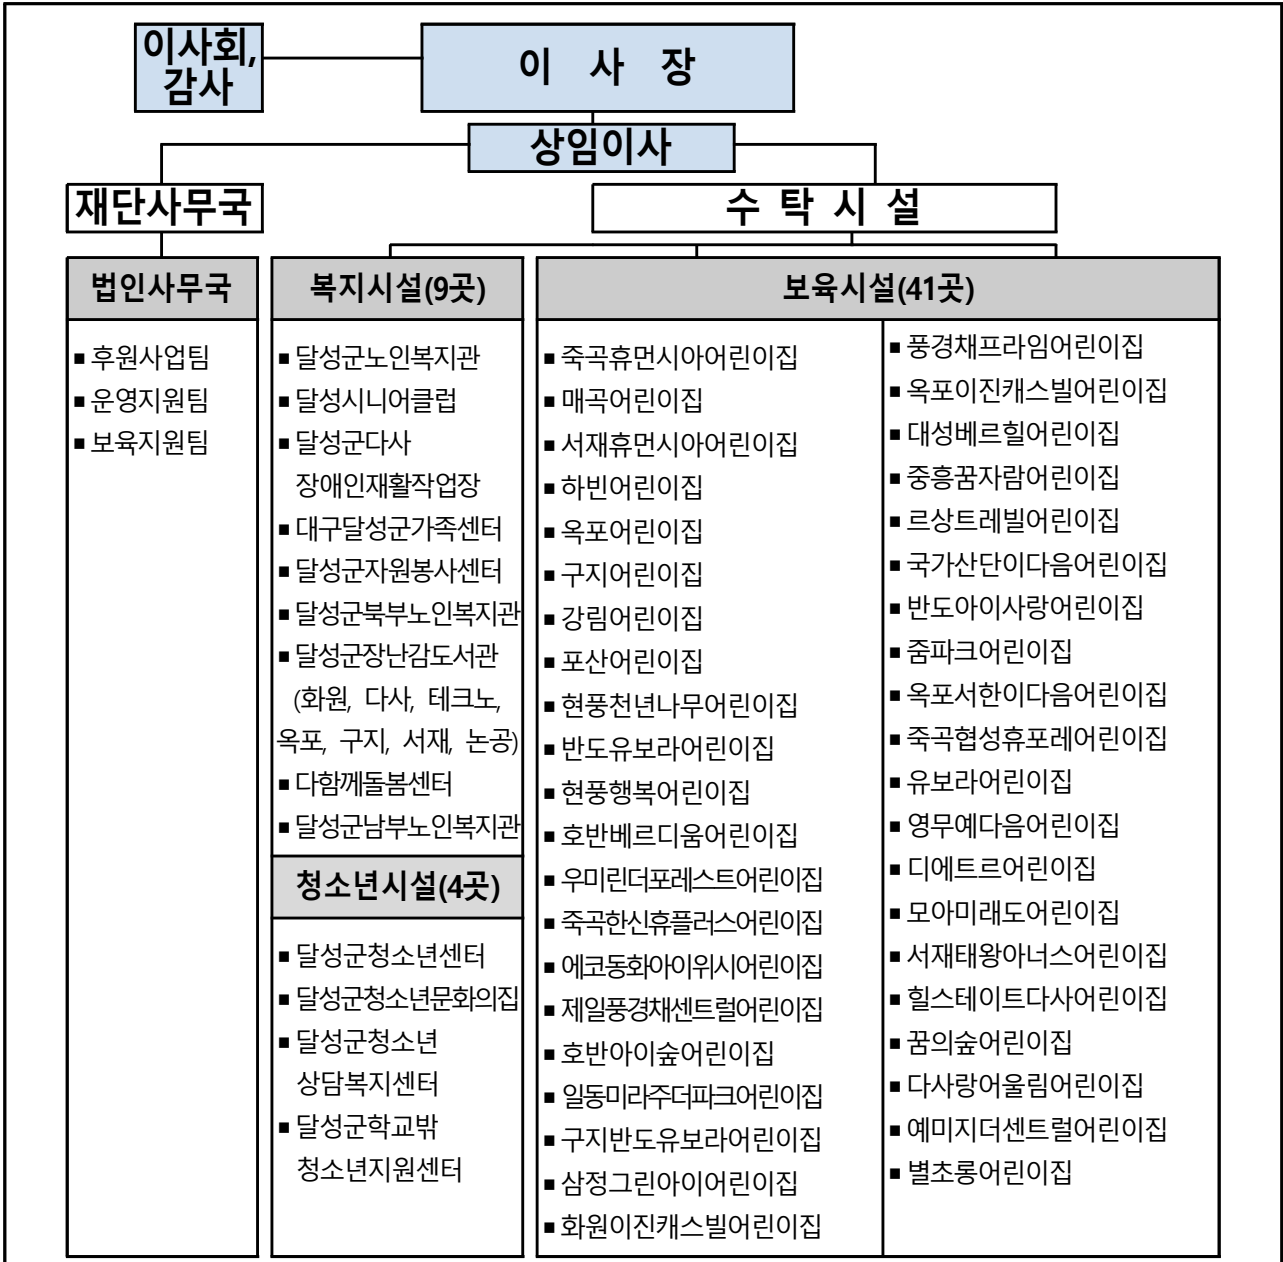 이사회,
감사
이 사 장
상임이사
재단사무국
수 탁 시 설
법인사무국
■ 후원사업팀
■ 운영지원팀
■ 보육지원팀
복지시설(9곳)
■ 달성군노인복지관
■ 달성시니어클럽
■ 달성군다사
장애인재활작업장
■ 대구달성군가족센터
■ 달성군자원봉사센터
■ 달성군북부노인복지관
■ 달성군장난감도서관
(화원, 다사, 테크노,
옥포, 구지, 서재, 논공)
■ 다함께돌봄센터
■ 달성군남부노인복지관
청소년시설(4곳)
■ 달성군청소년센터
■ 달성군청소년문화의집
■ 달성군청소년
상담복지센터
■ 달성군학교밖
청소년지원센터
보육시설(41곳)
■ 죽곡휴먼시아어린이집
■ 매곡어린이집
■ 서재휴먼시아어린이집
■ 하빈어린이집
■ 옥포어린이집
■ 구지어린이집
■ 강림어린이집
■ 포산어린이집
■ 현풍천년나무어린이집
■ 반도유보라어린이집
■ 현풍행복어린이집
■ 호반베르디움어린이집
■ 우미린더포레스트어린이집
■ 죽곡한신휴플러스어린이집
■ 에코동화아이위시어린이집
■ 제일풍경채센트럴어린이집
■ 호반아이숲어린이집
■ 일동미라주더파크어린이집
■ 구지반도유보라어린이집
■ 삼정그린아이어린이집
■ 화원이진캐스빌어린이집
■ 풍경채프라임어린이집
■ 옥포이진캐스빌어린이집
■ 대성베르힐어린이집
■ 중흥꿈자람어린이집
■ 르상트레빌어린이집
■ 국가산단이다음어린이집
■ 반도아이사랑어린이집
■ 줌파크어린이집
■ 옥포서한이다음어린이집
■ 죽곡협성휴포레어린이집
■ 유보라어린이집
■ 영무예다음어린이집
■ 디에트르어린이집
■ 모아미래도어린이집
■ 서재태왕아너스어린이집
■ 힐스테이트다사어린이집
■ 꿈의숲어린이집
■ 다사랑어울림어린이집
■ 예미지더센트럴어린이집
■ 별초롱어린이집